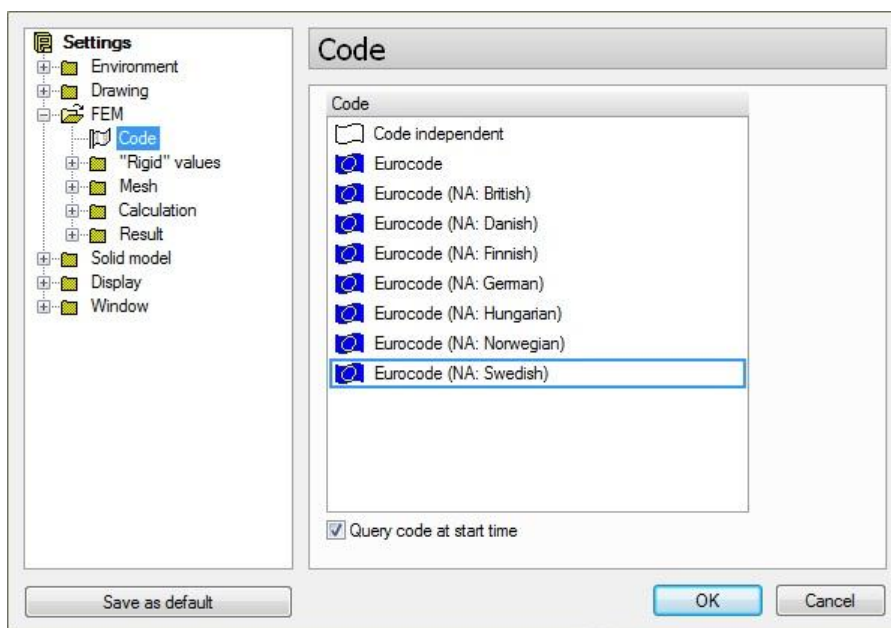 Settings
Environment
Drawing
FEM
Code
"Rigid" values
Mesh
Calculation
Result
Solid model
Display
Window
Code
Code
Code independent
Eurocode
Eurocode (NA: British)
Eurocode (NA: Danish)
Eurocode (NA: Finnish)
Eurocode (NA: German)
Eurocode (NA: Hungarian)
Eurocode (NA: Norwegian)
Eurocode (NA: Swedish)
Query code at start time
Save as default
OK
Cancel